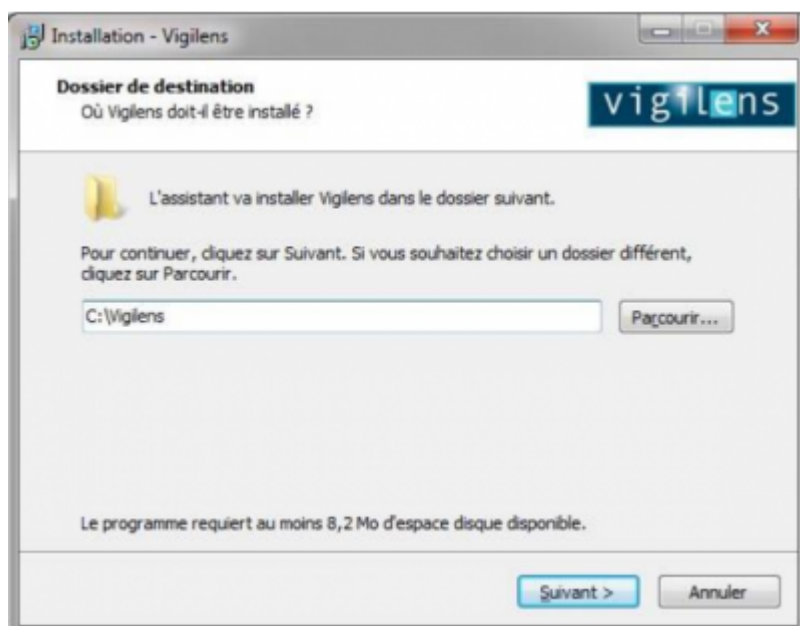 Installation - Vigilens
Dossier de destination
Où Vigilens doit-il être installé ?
vigilens
L'assistant va installer Vigilens dans le dossier suivant.
Pour continuer, cliquez sur Suivant. Si vous souhaitez choisir un dossier différent,
cliquez sur Parcourir.
C:\Vigilens
Parcourir...
Le programme requiert au moins 8,2 Mo d'espace disque disponible.
Suivant >
Annuler